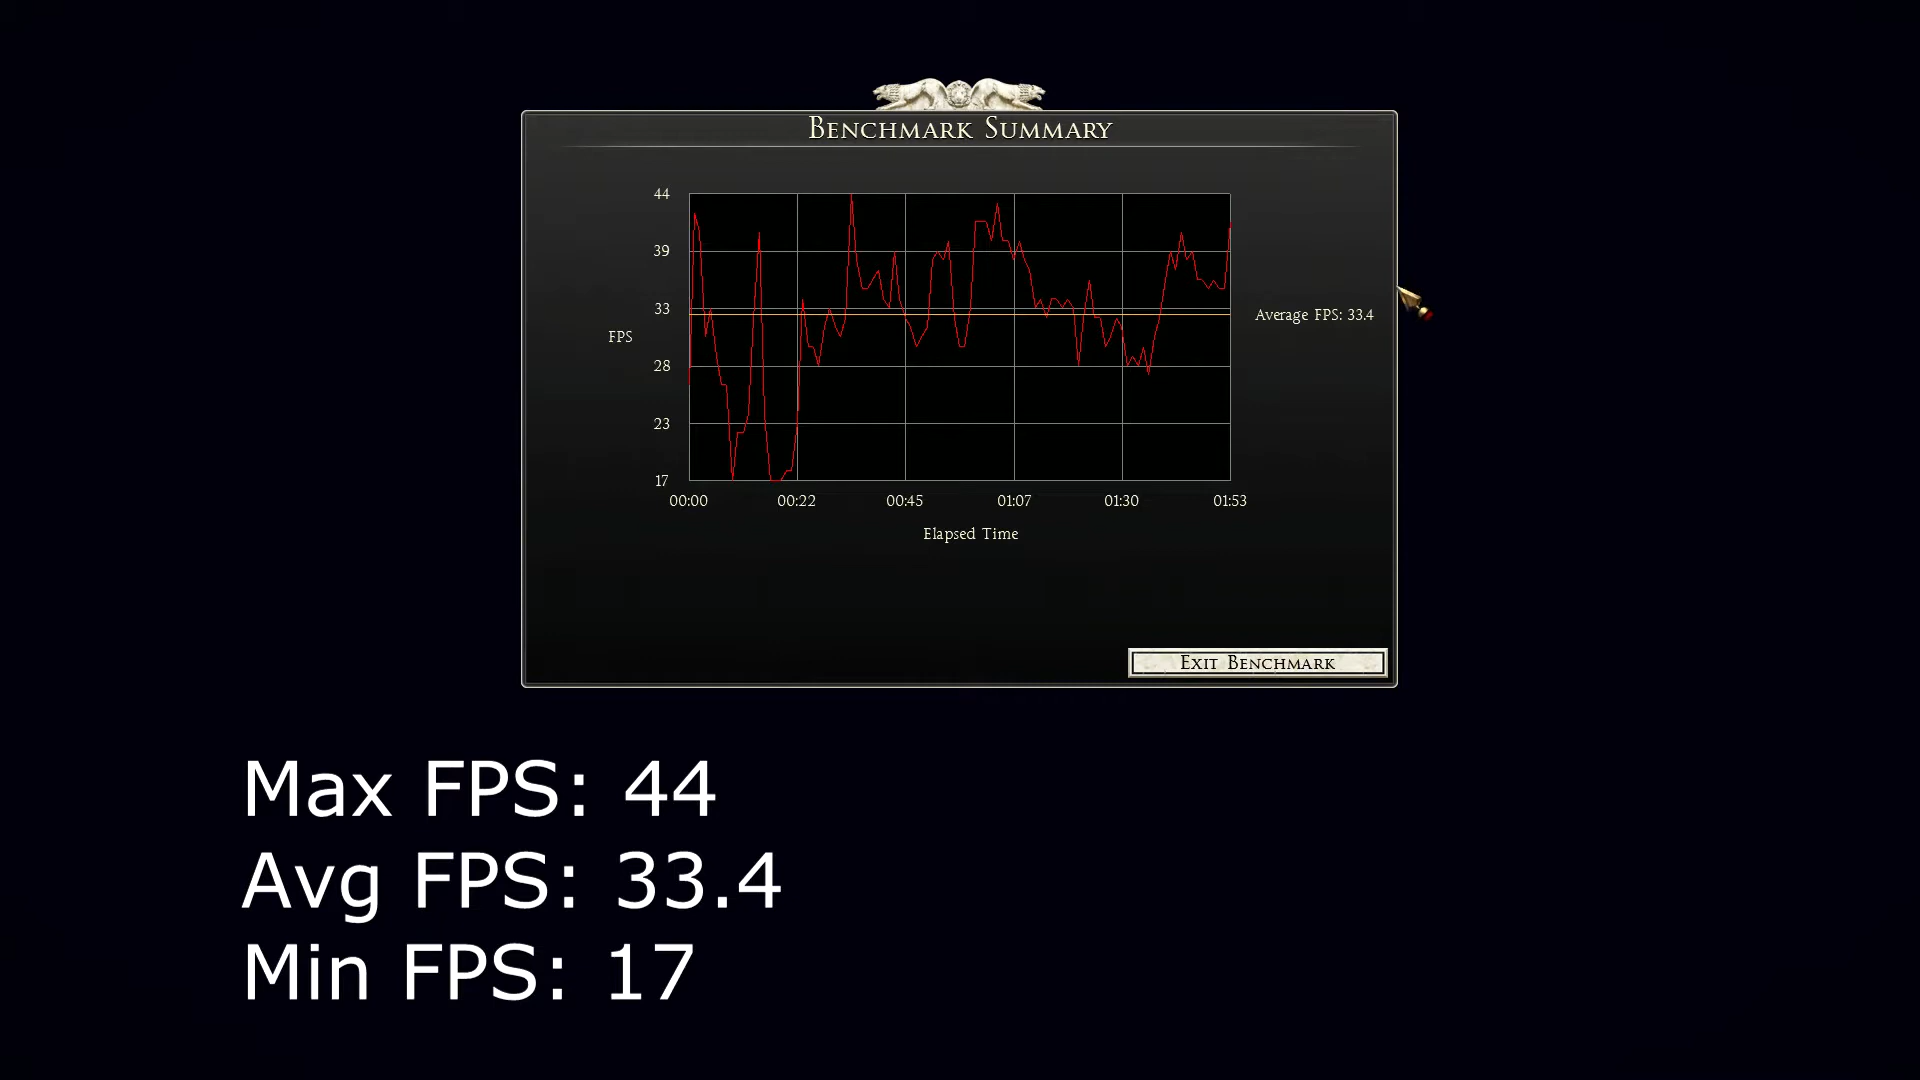 Benchmark Summary
44
39
33
28
23
17
FPS
Average FPS: 33.4
00:00 00:22 00:45 01:07 01:30 01:53
Elapsed Time
Exit Benchmark
Max FPS: 44
Avg FPS: 33.4
Min FPS: 17